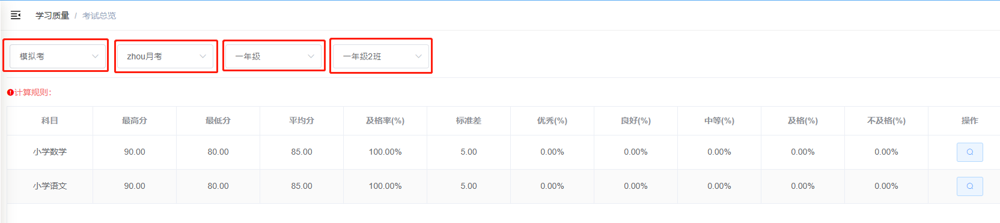 学习质量 / 考试总览
模拟考 zhou月考 一年级 一年级2班
计算规则:
科目 最高分 最低分 平均分 及格率(%) 标准差 优秀(%) 良好(%) 中等(%) 及格(%) 不及格(%) 操作
小学数学 90.00 80.00 85.00 100.00% 5.00 0.00% 0.00% 0.00% 0.00% 0.00%
小学语文 90.00 80.00 85.00 100.00% 5.00 0.00% 0.00% 0.00% 0.00% 0.00%